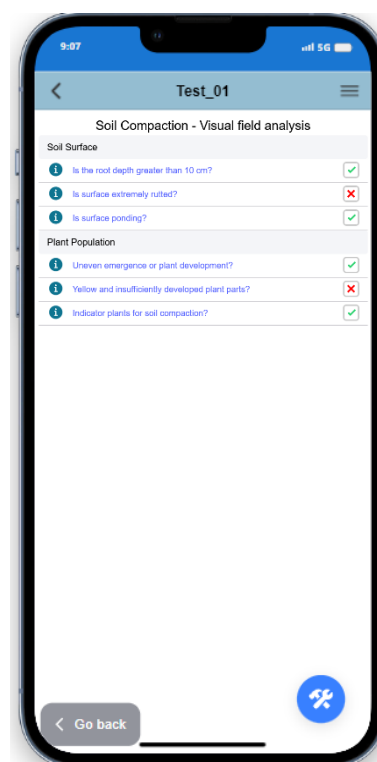 9:07
5G
Test_01
Soil Compaction - Visual field analysis
Soil Surface
Is the root depth greater than 10 cm?
Is surface extremely rutted?
Is surface ponding?
Plant Population
Uneven emergence or plant development?
Yellow and insufficiently developed plant parts?
Indicator plants for soil compaction?
Go back